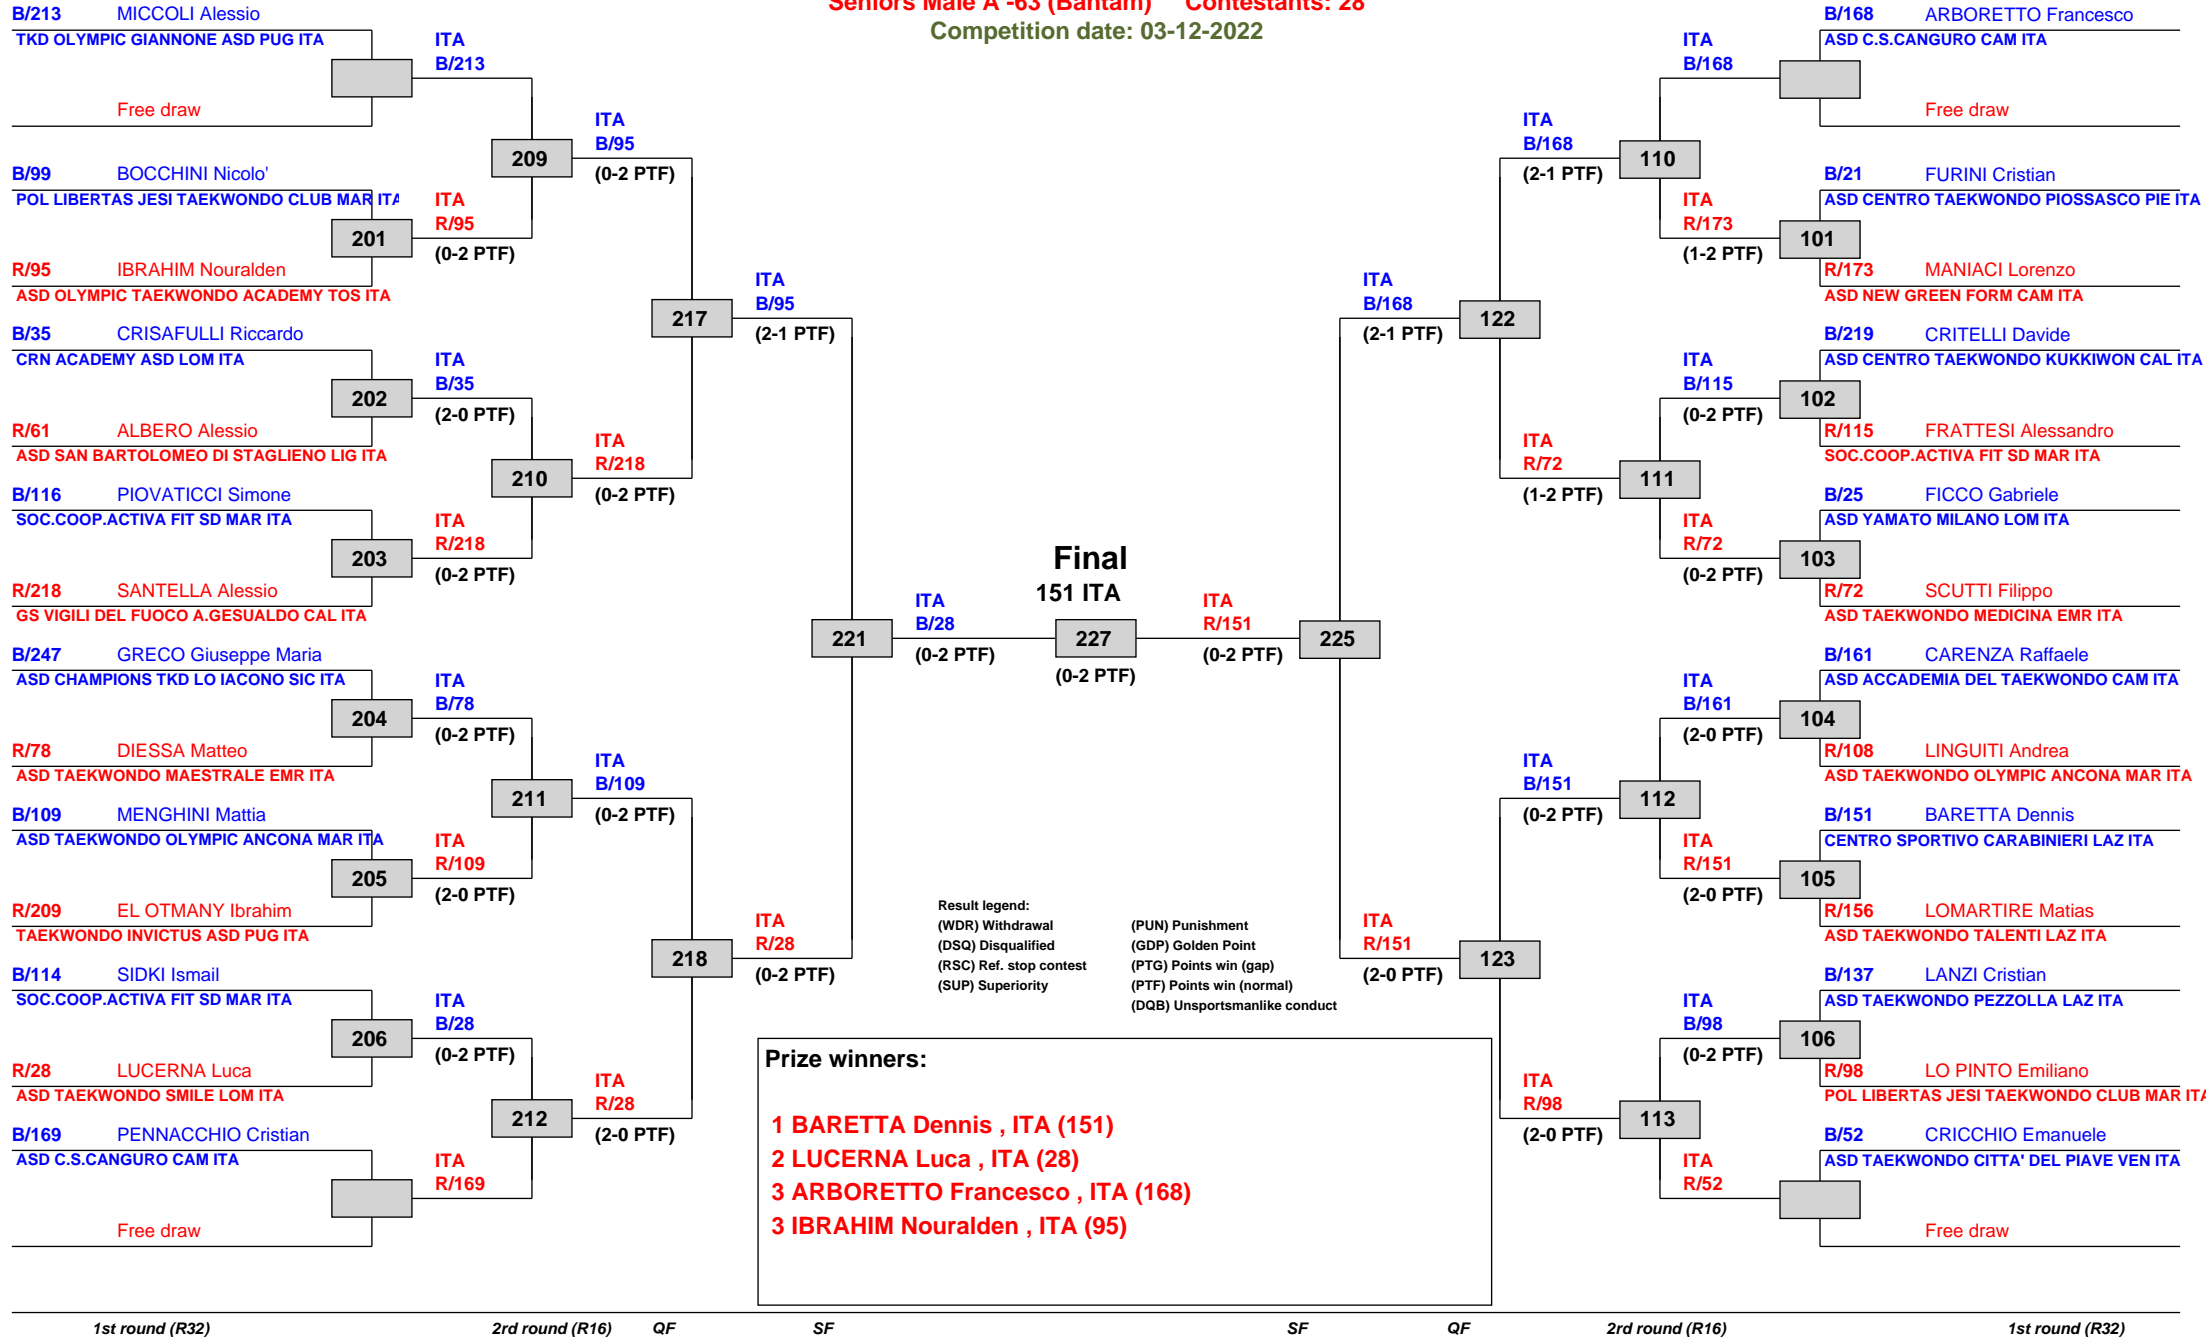 Seniors Male A -63 (Bantam) Contestants: 28
Competition date: 03-12-2022
B/213 MICCOLI Alessio
TKD OLYMPIC GIANNONE ASD PUG ITA
Free draw
B/99 BOCCHINI Nicolo'
POL LIBERTAS JESI TAEKWONDO CLUB MAR ITA
201
R/95 IBRAHIM Nouralden
ASD OLYMPIC TAEKWONDO ACADEMY TOS ITA
B/35 CRISAFULLI Riccardo
CRN ACADEMY ASD LOM ITA
202
R/61 ALBERO Alessio
ASD SAN BARTOLOMEO DI STAGLIENO LIG ITA
B/116 PIOVATICCI Simone
SOC.COOP.ACTIVA FIT SD MAR ITA
203
R/218 SANTELLA Alessio
GS VIGILI DEL FUOCO A.GESUALDO CAL ITA
B/247 GRECO Giuseppe Maria
ASD CHAMPIONS TKD LO IACONO SIC ITA
204
R/78 DIESSA Matteo
ASD TAEKWONDO MAESTRALE EMR ITA
B/109 MENGHINI Mattia
ASD TAEKWONDO OLYMPIC ANCONA MAR ITA
205
R/209 EL OTMANY Ibrahim
TAEKWONDO INVICTUS ASD PUG ITA
B/114 SIDKI Ismail
SOC.COOP.ACTIVA FIT SD MAR ITA
206
R/28 LUCERNA Luca
ASD TAEKWONDO SMILE LOM ITA
B/169 PENNACCHIO Cristian
ASD C.S.CANGURO CAM ITA
Free draw
ITA
B/213
209
ITA
R/95
(0-2 PTF)
ITA
B/35
(2-0 PTF)
210
ITA
R/218
(0-2 PTF)
ITA
B/78
(0-2 PTF)
211
ITA
R/109
(2-0 PTF)
ITA
B/28
(0-2 PTF)
212
ITA
R/169
ITA
B/95
(0-2 PTF)
217
ITA
R/218
(0-2 PTF)
ITA
B/109
(0-2 PTF)
218
ITA
R/28
(2-0 PTF)
ITA
B/95
(2-1 PTF)
221
ITA
R/28
(0-2 PTF)
ITA
B/28
(0-2 PTF)
Final
151 ITA
227
(0-2 PTF)
ITA
R/151
(0-2 PTF)
ITA
B/168
(2-1 PTF)
225
ITA
R/151
(2-0 PTF)
ITA
B/168
(2-1 PTF)
122
ITA
R/72
(1-2 PTF)
ITA
B/151
(0-2 PTF)
123
ITA
R/98
(2-0 PTF)
ITA
B/168
110
ITA
R/173
(1-2 PTF)
ITA
B/115
(0-2 PTF)
111
ITA
R/72
(0-2 PTF)
ITA
B/161
(2-0 PTF)
112
ITA
R/151
(2-0 PTF)
ITA
B/98
(0-2 PTF)
113
ITA
R/52
B/168 ARBORETTO Francesco
ASD C.S.CANGURO CAM ITA
Free draw
B/21 FURINI Cristian
ASD CENTRO TAEKWONDO PIOSSASCO PIE ITA
101
R/173 MANIACI Lorenzo
ASD NEW GREEN FORM CAM ITA
B/219 CRITELLI Davide
ASD CENTRO TAEKWONDO KUKKIWON CAL ITA
102
R/115 FRATTESI Alessandro
SOC.COOP.ACTIVA FIT SD MAR ITA
B/25 FICCO Gabriele
ASD YAMATO MILANO LOM ITA
103
R/72 SCUTTI Filippo
ASD TAEKWONDO MEDICINA EMR ITA
B/161 CARENZA Raffaele
ASD ACCADEMIA DEL TAEKWONDO CAM ITA
104
R/108 LINGUITI Andrea
ASD TAEKWONDO OLYMPIC ANCONA MAR ITA
B/151 BARETTA Dennis
CENTRO SPORTIVO CARABINIERI LAZ ITA
105
R/156 LOMARTIRE Matias
ASD TAEKWONDO TALENTI LAZ ITA
B/137 LANZI Cristian
ASD TAEKWONDO PEZZOLLA LAZ ITA
106
R/98 LO PINTO Emiliano
POL LIBERTAS JESI TAEKWONDO CLUB MAR ITA
B/52 CRICCHIO Emanuele
ASD TAEKWONDO CITTA' DEL PIAVE VEN ITA
Free draw
Result legend:
(WDR) Withdrawal (PUN) Punishment
(DSQ) Disqualified (GDP) Golden Point
(RSC) Ref. stop contest (PTG) Points win (gap)
(SUP) Superiority (PTF) Points win (normal)
(DQB) Unsportsmanlike conduct
Prize winners:
1 BARETTA Dennis , ITA (151)
2 LUCERNA Luca , ITA (28)
3 ARBORETTO Francesco , ITA (168)
3 IBRAHIM Nouralden , ITA (95)
1st round (R32) 2rd round (R16) QF SF SF QF 2rd round (R16) 1st round (R32)